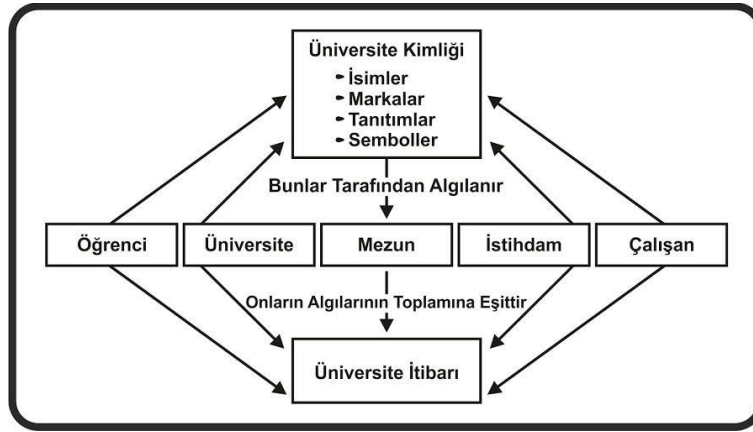 Üniversite Kimliği
İsimler
Markalar
Tanıtımlar
Semboller
Bunlar Tarafından Algılanır
Öğrenci
Üniversite
Mezun
İstihdam
Çalışan
Onların Algılarının Toplamına Eşittir
Üniversite İtibarı